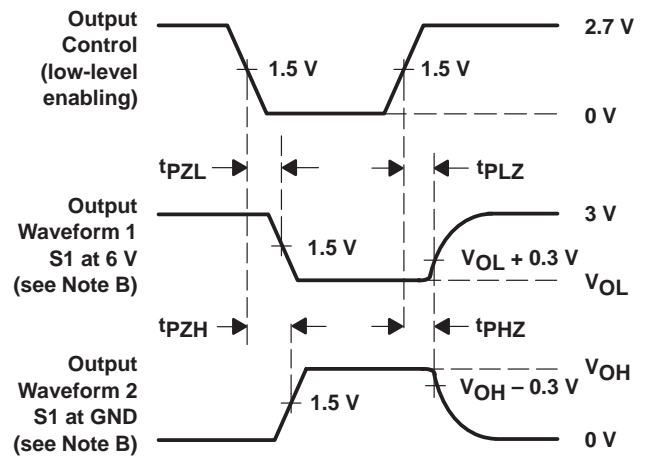 Output
Control
(low-level
enabling)
2.7 V
1.5 V
1.5 V
0 V
tPZL
tPLZ
Output
Waveform 1
S1 at 6 V
(see Note B)
3 V
1.5 V
VOL + 0.3 V
VOL
tPZH
tPHZ
Output
Waveform 2
S1 at GND
(see Note B)
VOH
1.5 V
VOH – 0.3 V
0 V